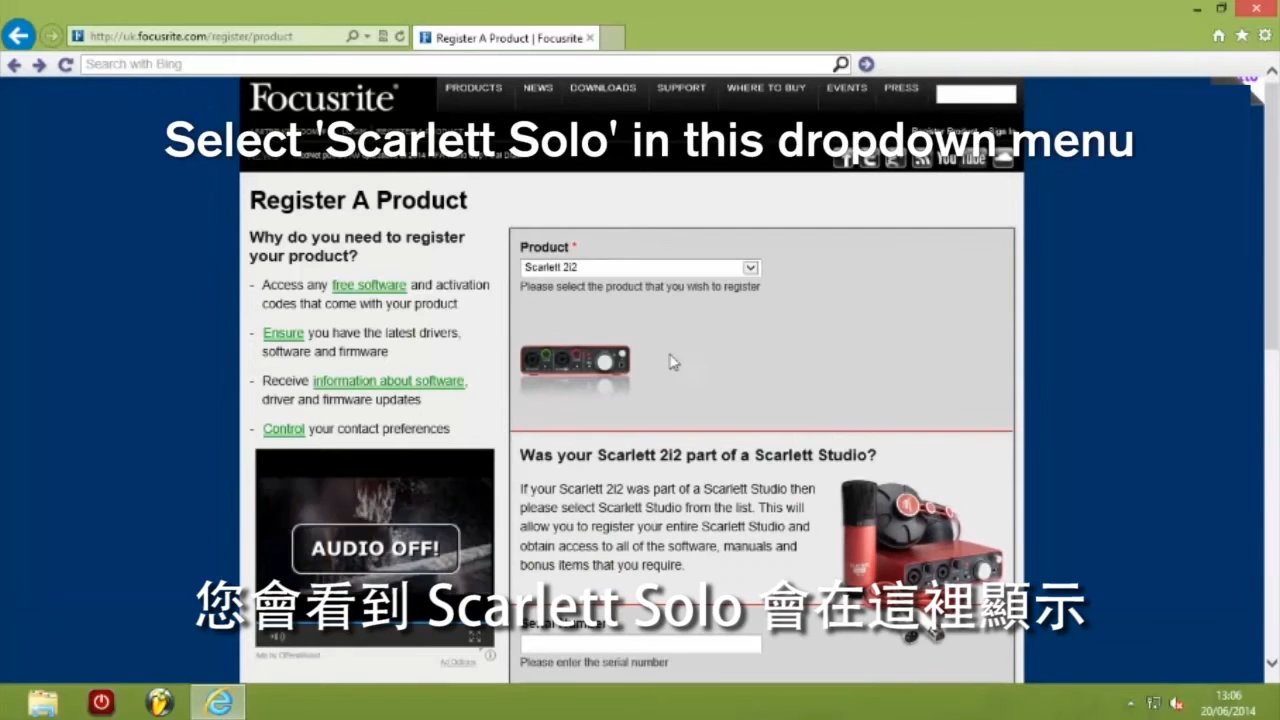 http://uk.focusrite.com/register/product
Register A Product | Focusrite
Search with Bing
Focusrite®
PRODUCTS
NEWS
DOWNLOADS
SUPPORT
WHERE TO BUY
EVENTS
PRESS
Select 'Scarlett Solo' in this dropdown menu
You Tube
Register A Product
Why do you need to register
your product?
- Access any free software and activation
codes that come with your product
- Ensure you have the latest drivers,
software and firmware
- Receive information about software,
driver and firmware updates
- Control your contact preferences
AUDIO OFF!
Product *
Scarlett 2i2
Please select the product that you wish to register
Was your Scarlett 2i2 part of a Scarlett Studio?
If your Scarlett 2i2 was part of a Scarlett Studio then
please select Scarlett Studio from the list. This will
allow you to register your entire Scarlett Studio and
obtain access to all of the software, manuals and
bonus items that you require.
您會看到 Scarlett Solo 會在這裡顯示
Serial Number
Please enter the serial number
13:06
20/06/2014